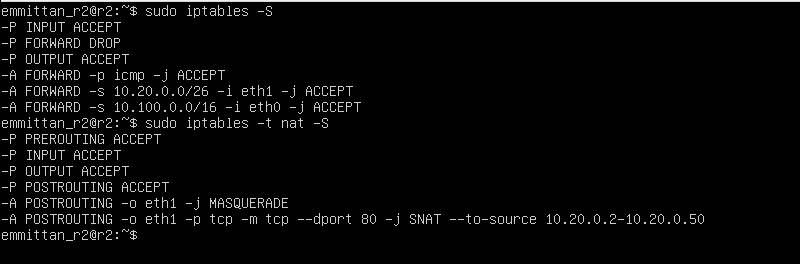 emmittan_r2@r2:~$ sudo iptables -S
-P INPUT ACCEPT
-P FORWARD DROP
-P OUTPUT ACCEPT
-A FORWARD -p icmp -j ACCEPT
-A FORWARD -s 10.20.0.0/26 -i eth1 -j ACCEPT
-A FORWARD -s 10.100.0.0/16 -i eth0 -j ACCEPT
emmittan_r2@r2:~$ sudo iptables -t nat -S
-P PREROUTING ACCEPT
-P INPUT ACCEPT
-P OUTPUT ACCEPT
-P POSTROUTING ACCEPT
-A POSTROUTING -o eth1 -j MASQUERADE
-A POSTROUTING -o eth1 -p tcp -m tcp --dport 80 -j SNAT --to-source 10.20.0.2-10.20.0.50
emmittan_r2@r2:~$